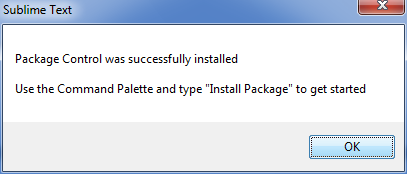 Sublime Text
Package Control was successfully installed
Use the Command Palette and type "Install Package" to get started
OK